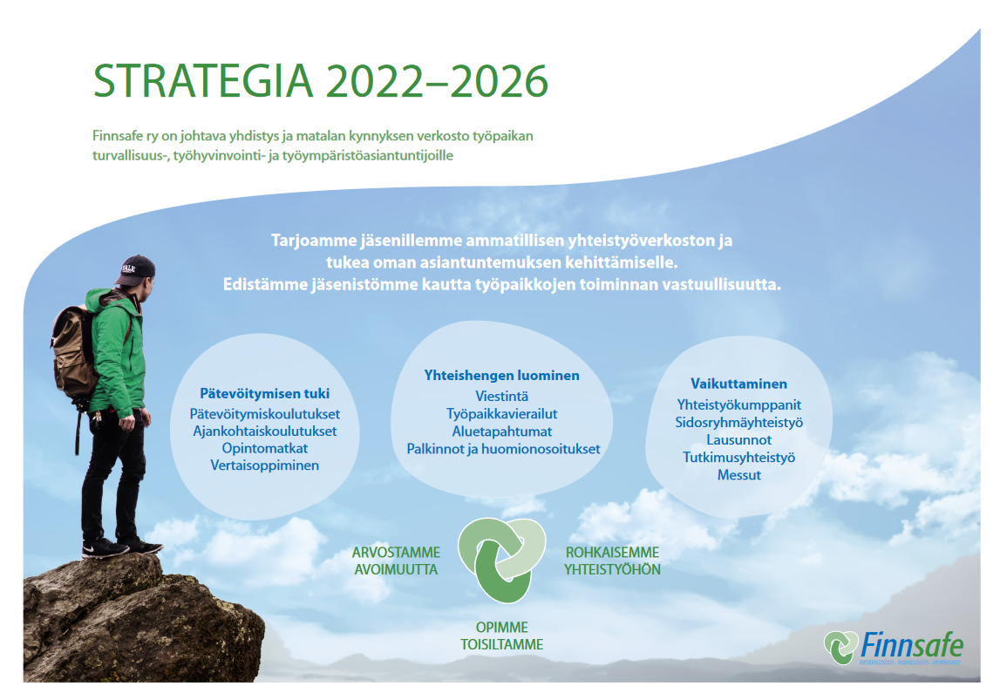 STRATEGIA 2022–2026
Finnsafe ry on johtava yhdistys ja matalan kynnyksen verkosto työpaikan
turvallisuus-, työhyvinvointi- ja työympäristöasiantuntijoille
Tarjoamme jäsenillemme ammatillisen yhteistyöverkoston ja
tukea oman asiantuntemuksen kehittämiselle.
Edistämme jäsenistömme kautta työpaikkojen toiminnan vastuullisuutta.
Pätevöitymisen tuki
Pätevöitymiskoulutukset
Ajankohtaiskoulutukset
Opintomatkat
Vertaisoppiminen
Yhteishengen luominen
Viestintä
Työpaikkavierailut
Aluetapahtumat
Palkinnot ja huomionosoitukset
Vaikuttaminen
Yhteistyökumppanit
Sidosryhmäyhteistyö
Lausunnot
Tutkimusyhteistyö
Messut
ARVOSTAMME
AVOIMUUTTA
ROHKAISEMME
YHTEISTYÖHÖN
OPIMME
TOISILTAMME
Finnsafe